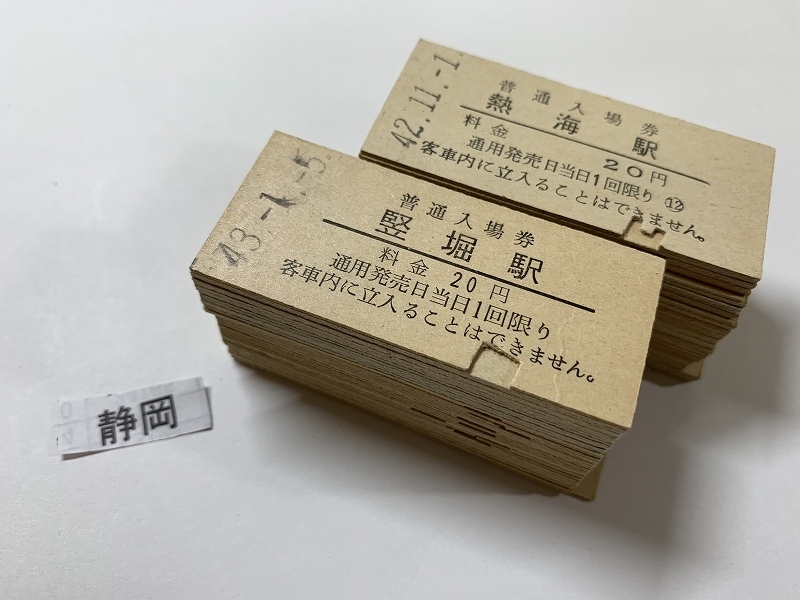 42.11.-1
普通入場券
熱海駅
料金 20円
通用発売日当日1回限り ⑫
客車内に立入ることはできません。
43.-1.-5
普通入場券
竪堀駅
料金 20円
通用発売日当日1回限り
客車内に立入ることはできません。
静岡